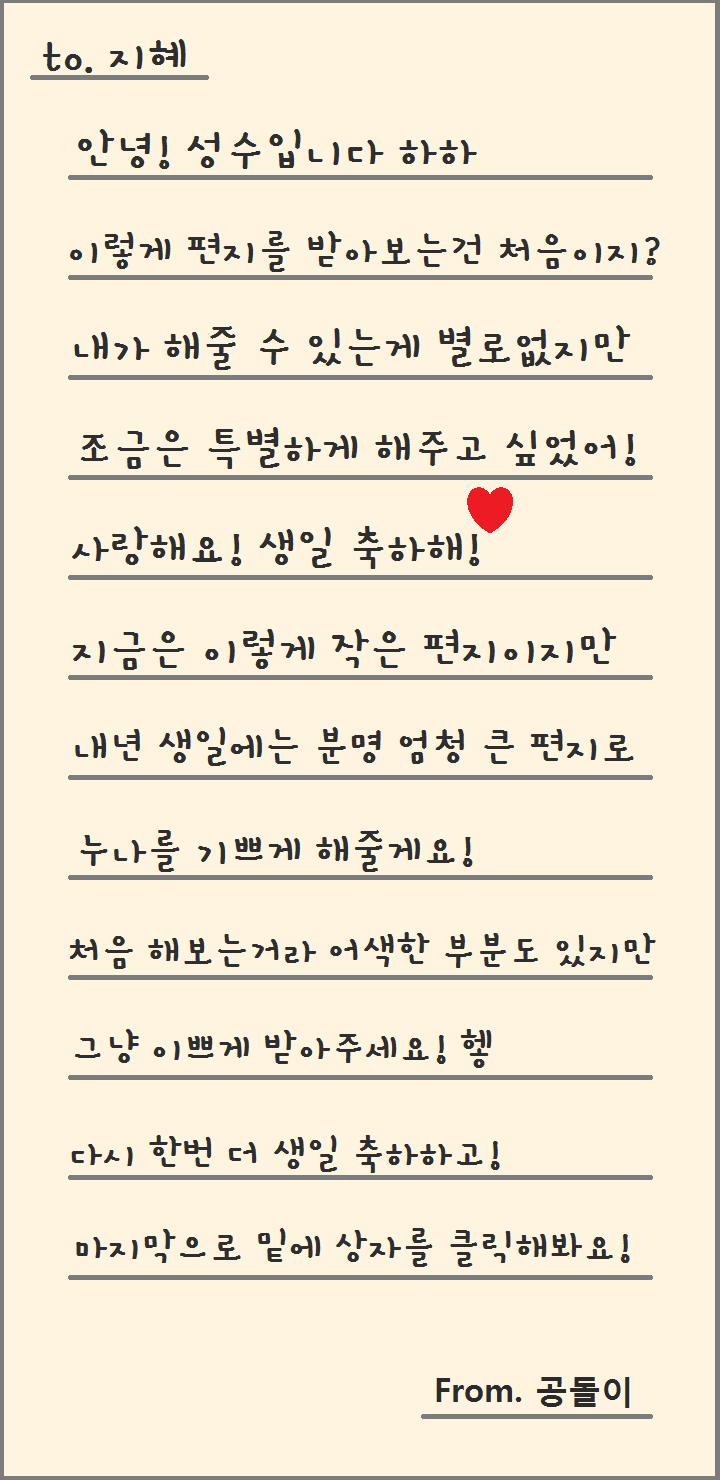 to. 지혜
안녕! 성수입니다 하하
이렇게 편지를 받아보는건 처음이지?
내가 해줄 수 있는게 별로없지만
조금은 특별하게 해주고 싶었어!
사랑해요! 생일 축하해!
지금은 이렇게 작은 편지이지만
내년 생일에는 분명 엄청 큰 편지로
누나를 기쁘게 해줄게요!
처음 해보는거라 어색한 부분도 있지만
그냥 이쁘게 받아주세요! 헿
다시 한번 더 생일 축하하고!
마지막으로 밑에 상자를 클릭해봐요!
From. 공돌이